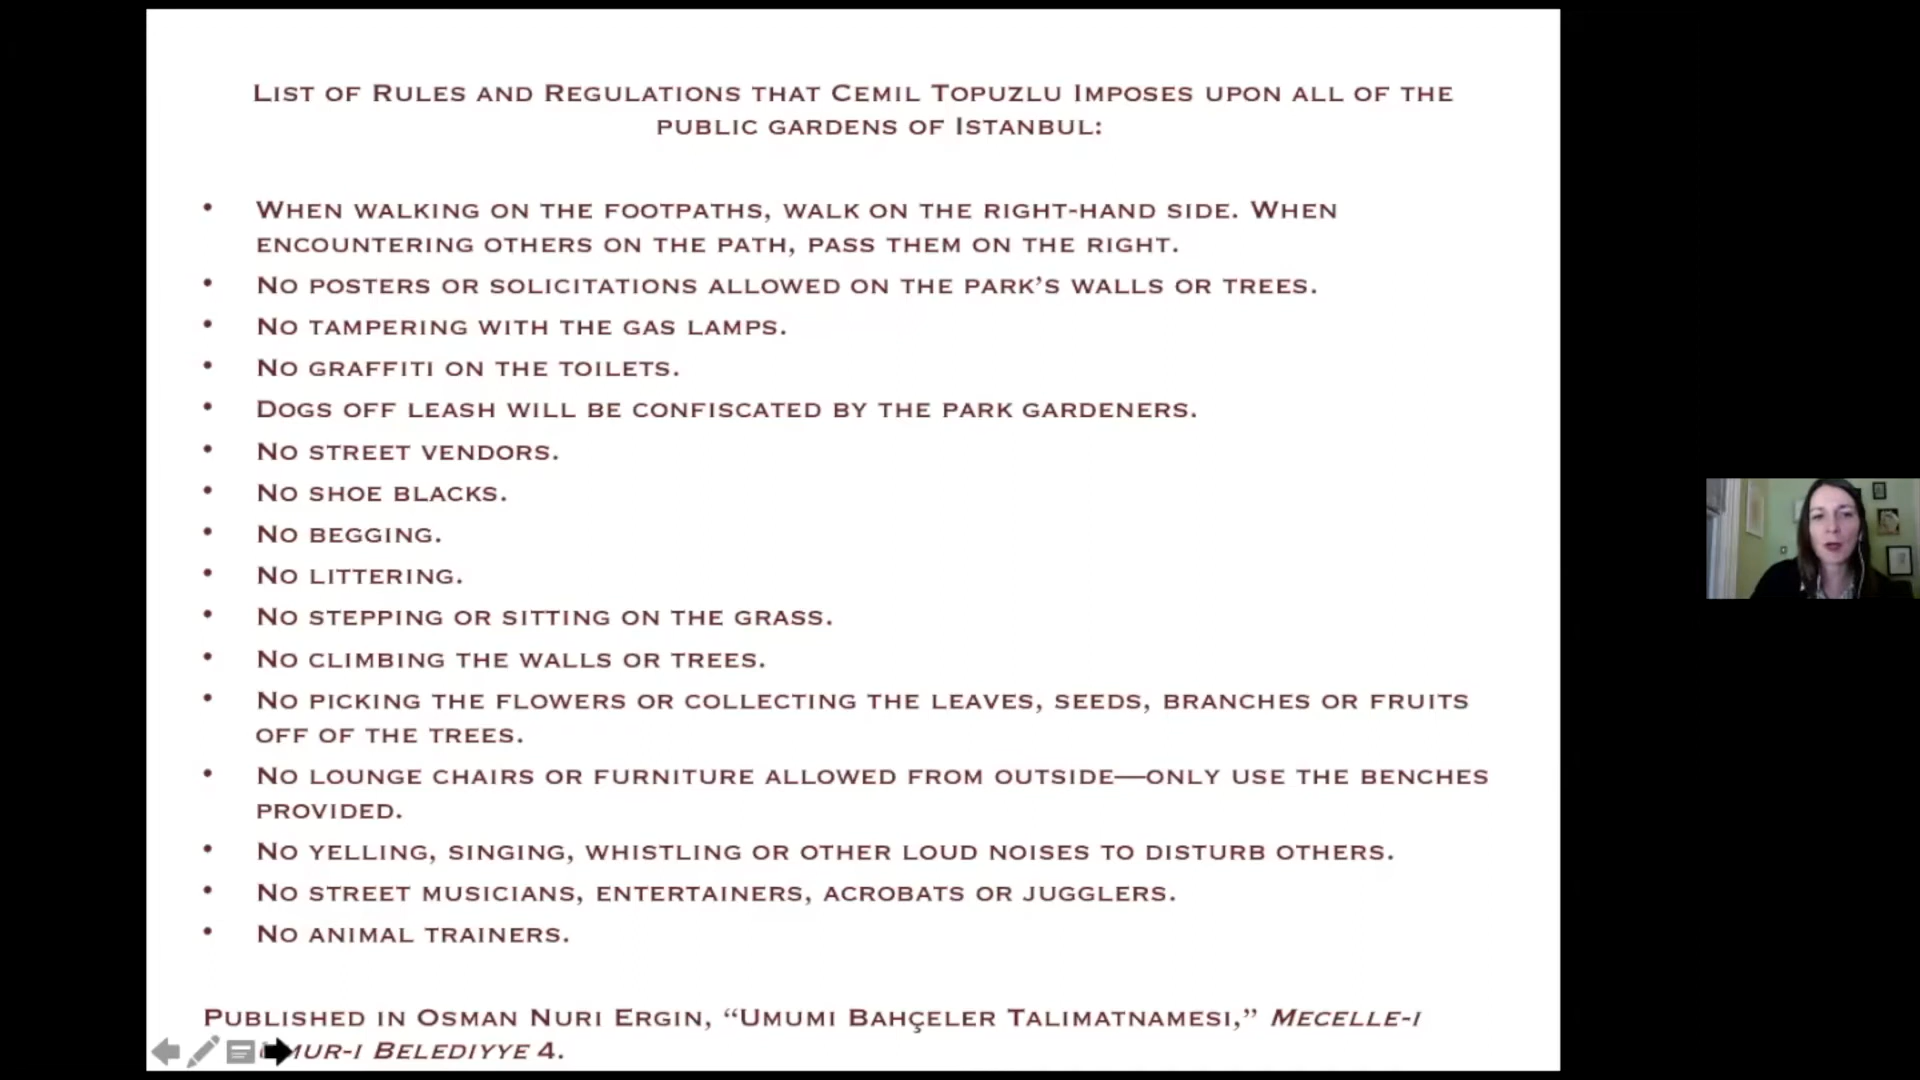 List of Rules and Regulations that Cemil Topuzlu Imposes upon all of the
public gardens of Istanbul:
• When walking on the footpaths, walk on the right-hand side. When
encountering others on the path, pass them on the right.
• No posters or solicitations allowed on the park’s walls or trees.
• No tampering with the gas lamps.
• No graffiti on the toilets.
• Dogs off leash will be confiscated by the park gardeners.
• No street vendors.
• No shoe blacks.
• No begging.
• No littering.
• No stepping or sitting on the grass.
• No climbing the walls or trees.
• No picking the flowers or collecting the leaves, seeds, branches or fruits
off of the trees.
• No lounge chairs or furniture allowed from outside—only use the benches
provided.
• No yelling, singing, whistling or other loud noises to disturb others.
• No street musicians, entertainers, acrobats or jugglers.
• No animal trainers.
Published in Osman Nuri Ergin, “Umumi Bahçeler Talimatnamesi,” Mecelle-i
Belediyye 4.